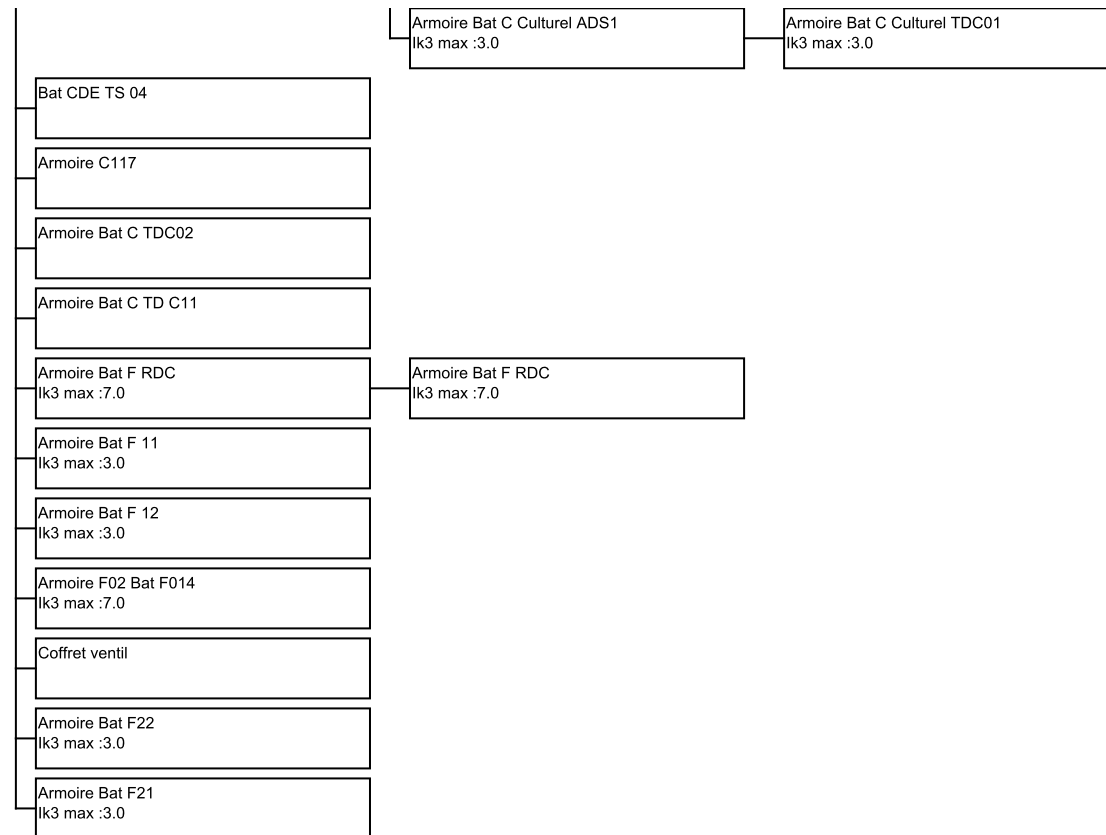 Armoire Bat C Culturel ADS1
Ik3 max :3.0
Armoire Bat C Culturel TDC01
Ik3 max :3.0
Bat CDE TS 04
Armoire C117
Armoire Bat C TDC02
Armoire Bat C TD C11
Armoire Bat F RDC
Ik3 max :7.0
Armoire Bat F RDC
Ik3 max :7.0
Armoire Bat F 11
Ik3 max :3.0
Armoire Bat F 12
Ik3 max :3.0
Armoire F02 Bat F014
Ik3 max :7.0
Coffret ventil
Armoire Bat F22
Ik3 max :3.0
Armoire Bat F21
Ik3 max :3.0